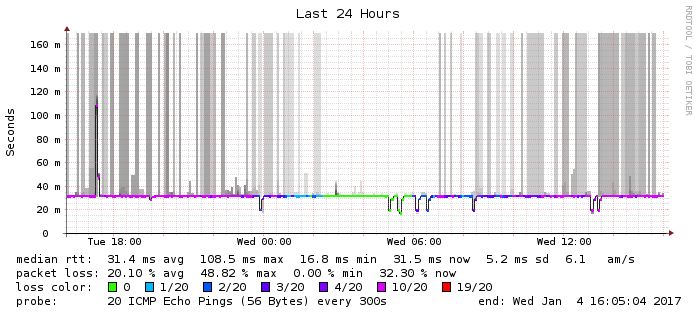 Last 24 Hours
RRDTOOL / TOBI OETIKER
Seconds
160 m
140 m
120 m
100 m
80 m
60 m
40 m
20 m
0
Tue 18:00 Wed 00:00 Wed 06:00 Wed 12:00
median rtt: 31.4 ms avg 108.5 ms max 16.8 ms min 31.5 ms now 5.2 ms sd 6.1 am/s
packet loss: 20.10 % avg 48.82 % max 0.00 % min 32.30 % now
loss color: 0 1/20 2/20 3/20 4/20 10/20 19/20
probe: 20 ICMP Echo Pings (56 Bytes) every 300s end: Wed Jan 4 16:05:04 2017